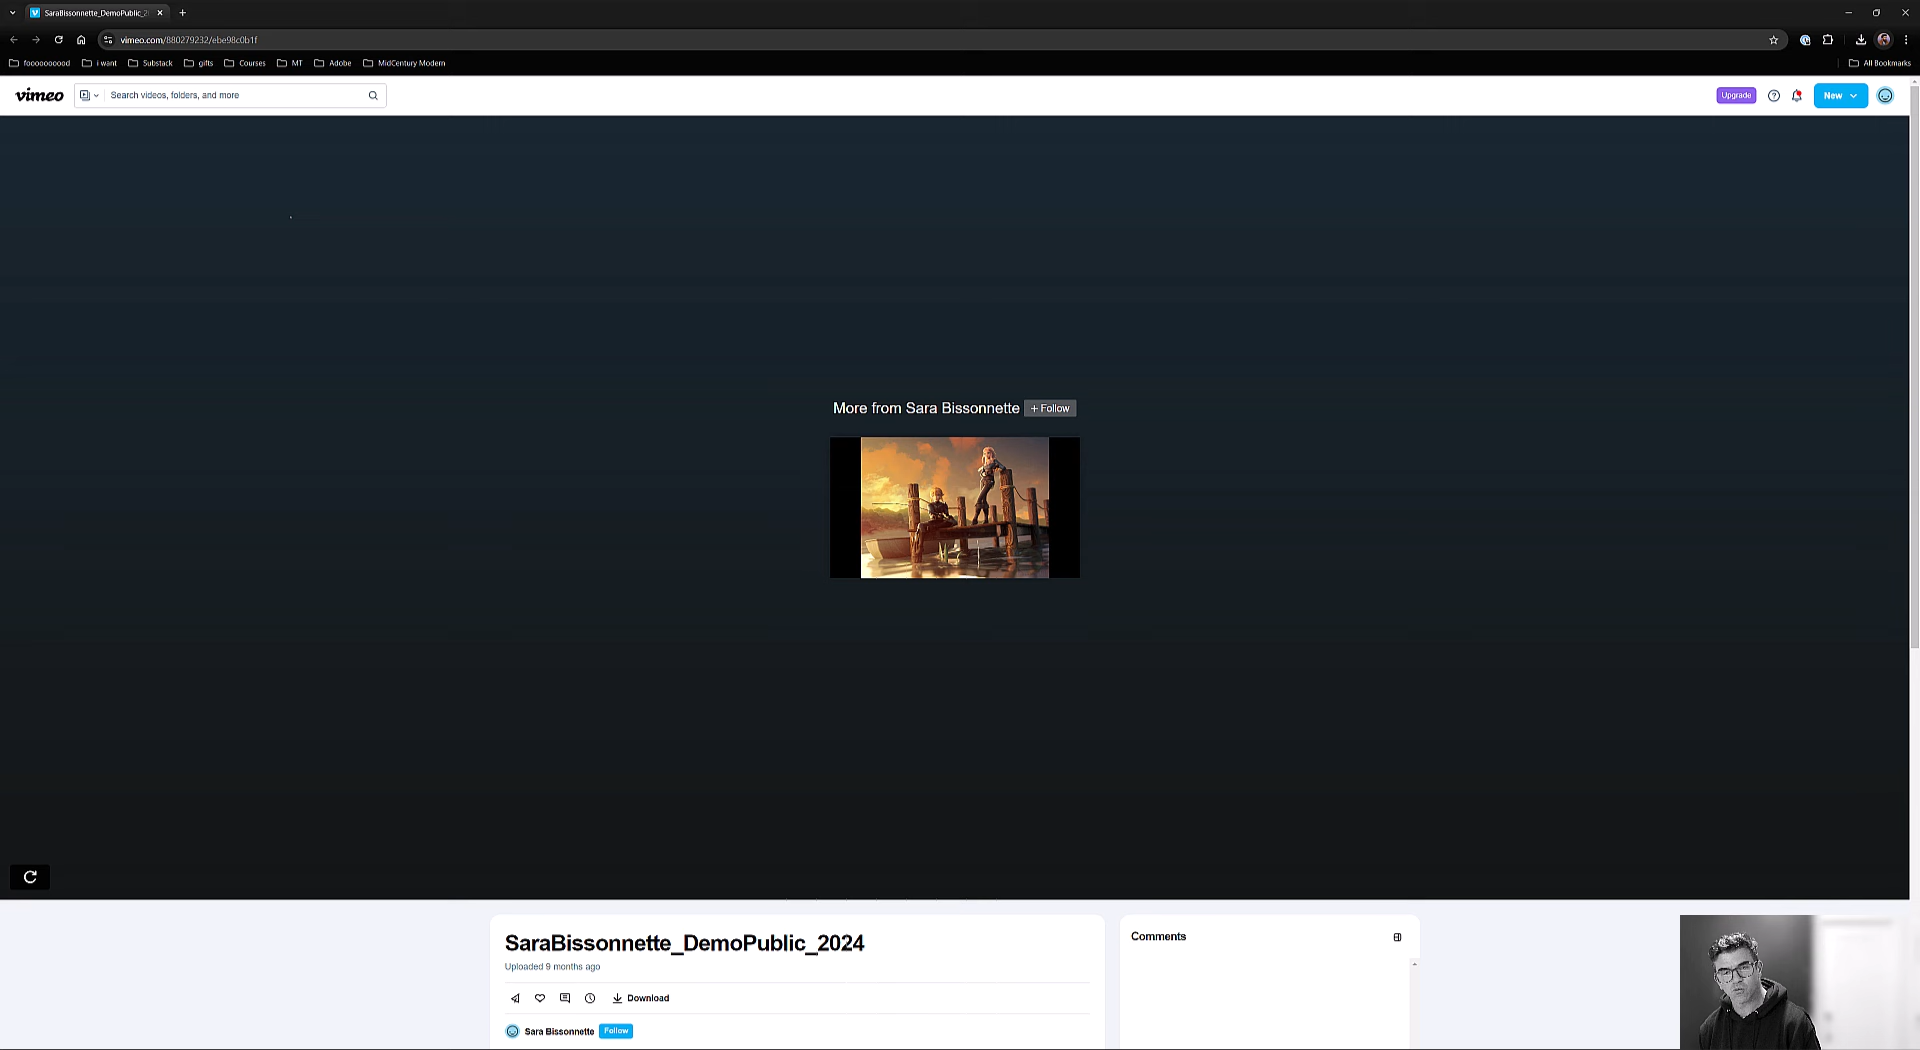 SaraBissonnette_DemoPublic_2
vimeo.com/880279232/ebe98c0b1f
foooooooood
i want
Substack
gifts
Courses
MT
Adobe
MidCentury Modern
All Bookmarks
vimeo
Search videos, folders, and more
Upgrade
New
More from Sara Bissonnette
+ Follow
SaraBissonnette_DemoPublic_2024
Uploaded 9 months ago
Download
Sara Bissonnette
Follow
Comments